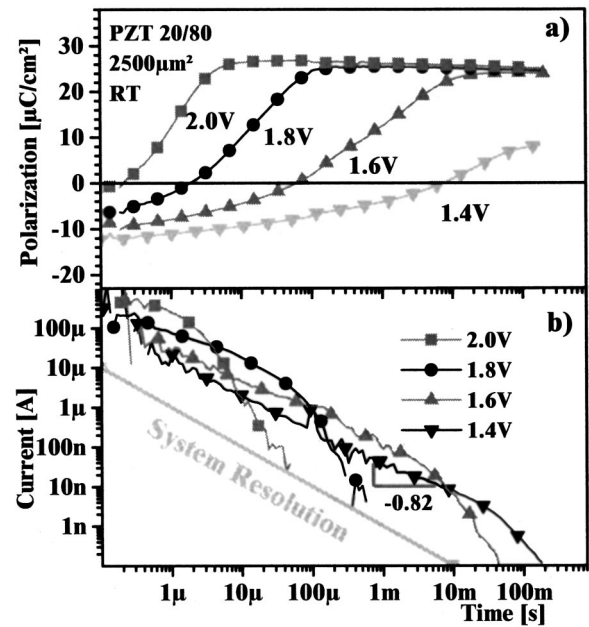 a)
PZT 20/80
2500μm²
RT
30
20
10
0
-10
-20
Polarization [μC/cm²]
2.0V
1.8V
1.6V
1.4V
b)
100μ
10μ
1μ
100n
10n
1n
Current [A]
2.0V
1.8V
1.6V
1.4V
System Resolution
-0.82
1μ 10μ 100μ 1m 10m 100m
Time [s]